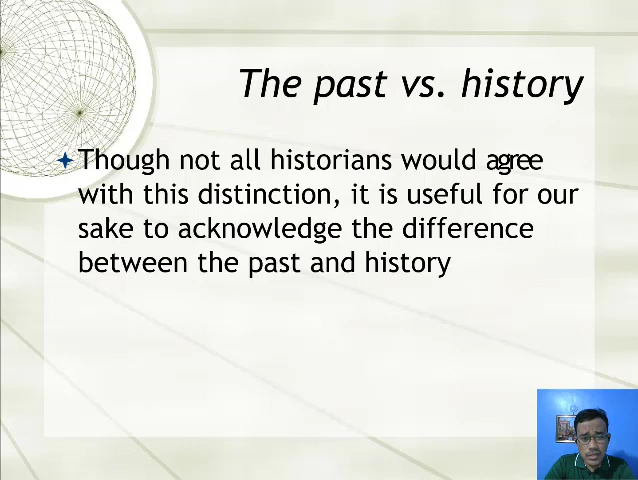 The past vs. history
Though not all historians would agree
with this distinction, it is useful for our
sake to acknowledge the difference
between the past and history